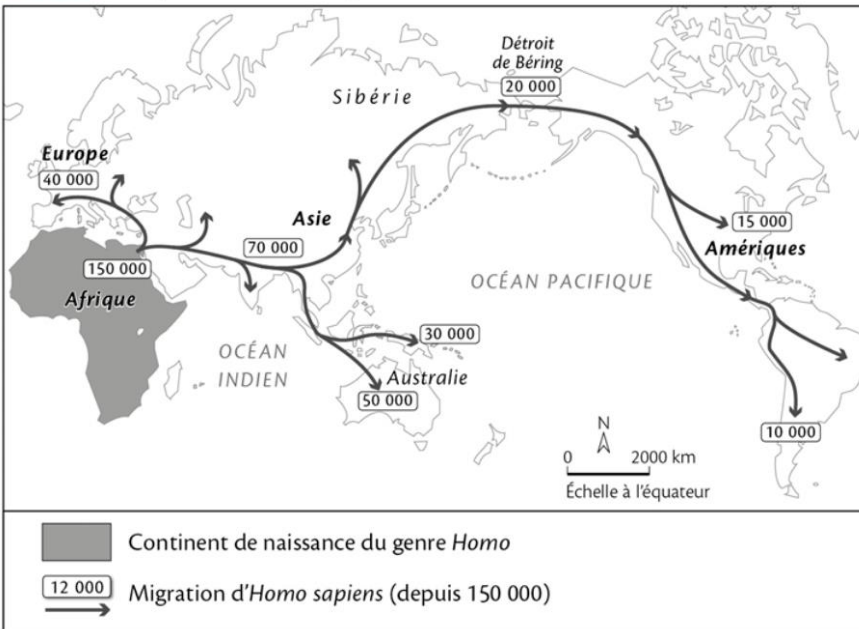 Détroit
de Béring
20 000
Sibérie
Europe
40 000
Asie
70 000
15 000
Amériques
150 000
Afrique
OCÉAN PACIFIQUE
30 000
OCÉAN
INDIEN
Australie
50 000
10 000
N
0 2000 km
Échelle à l'équateur
Continent de naissance du genre Homo
12 000
Migration d'Homo sapiens (depuis 150 000)